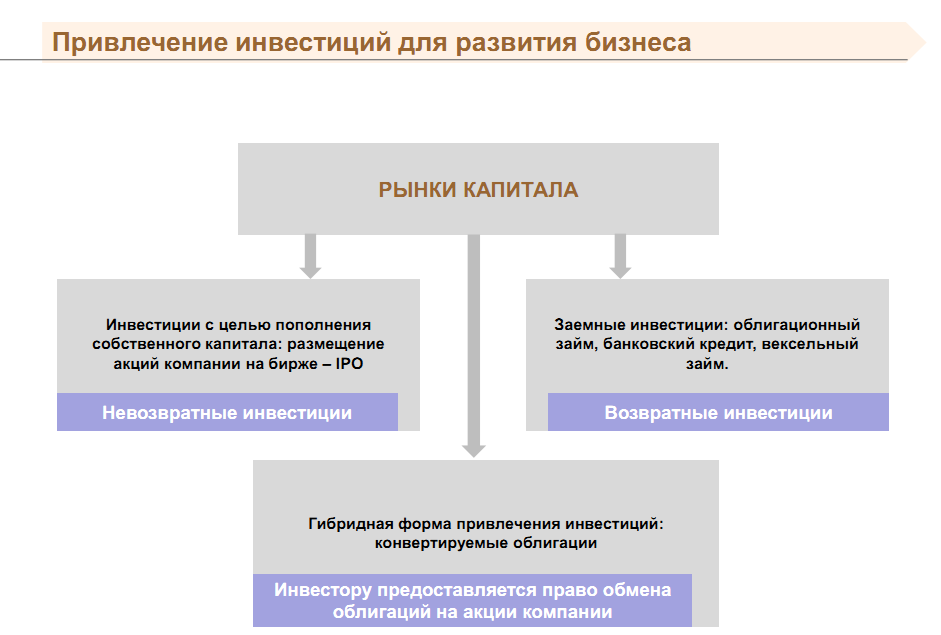 Привлечение инвестиций для развития бизнеса
РЫНКИ КАПИТАЛА
Инвестиции с целью пополнения
собственного капитала: размещение
акций компании на бирже – IPO
Невозвратные инвестиции
Заемные инвестиции: облигационный
займ, банковский кредит, вексельный
займ.
Возвратные инвестиции
Гибридная форма привлечения инвестиций:
конвертируемые облигации
Инвестору предоставляется право обмена
облигаций на акции компании